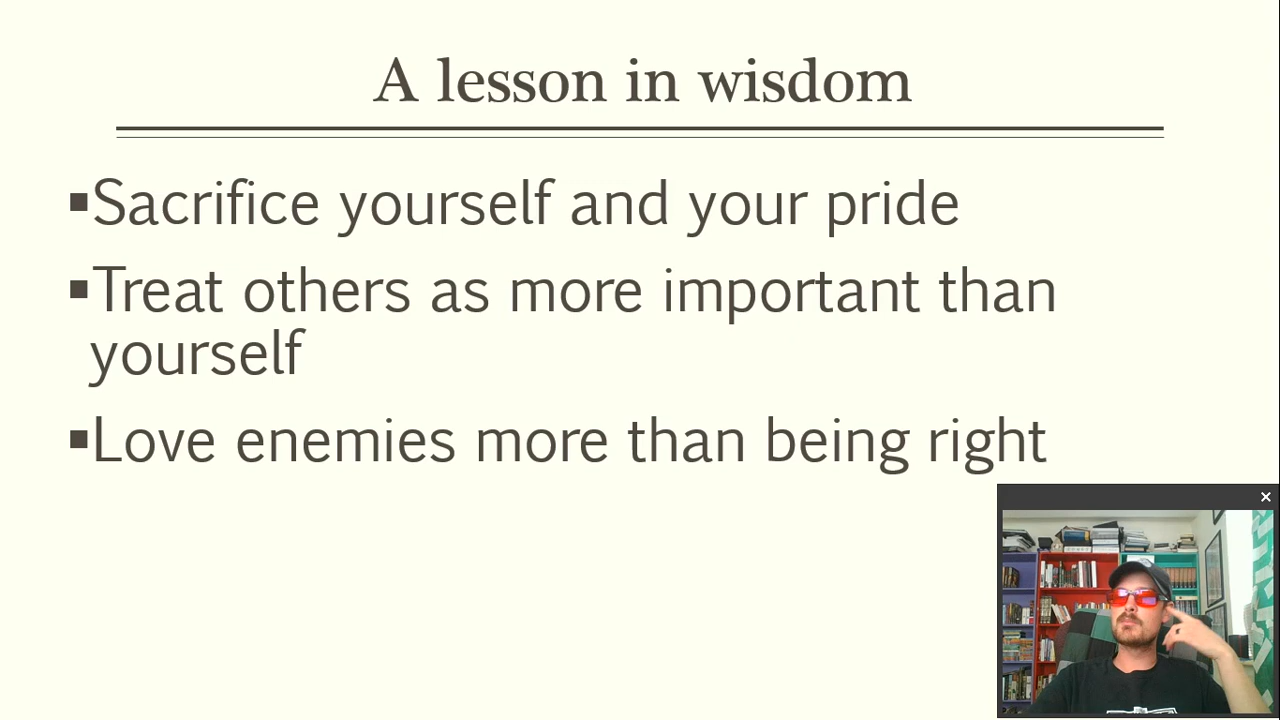 A lesson in wisdom
▪Sacrifice yourself and your pride
▪Treat others as more important than
yourself
▪Love enemies more than being right